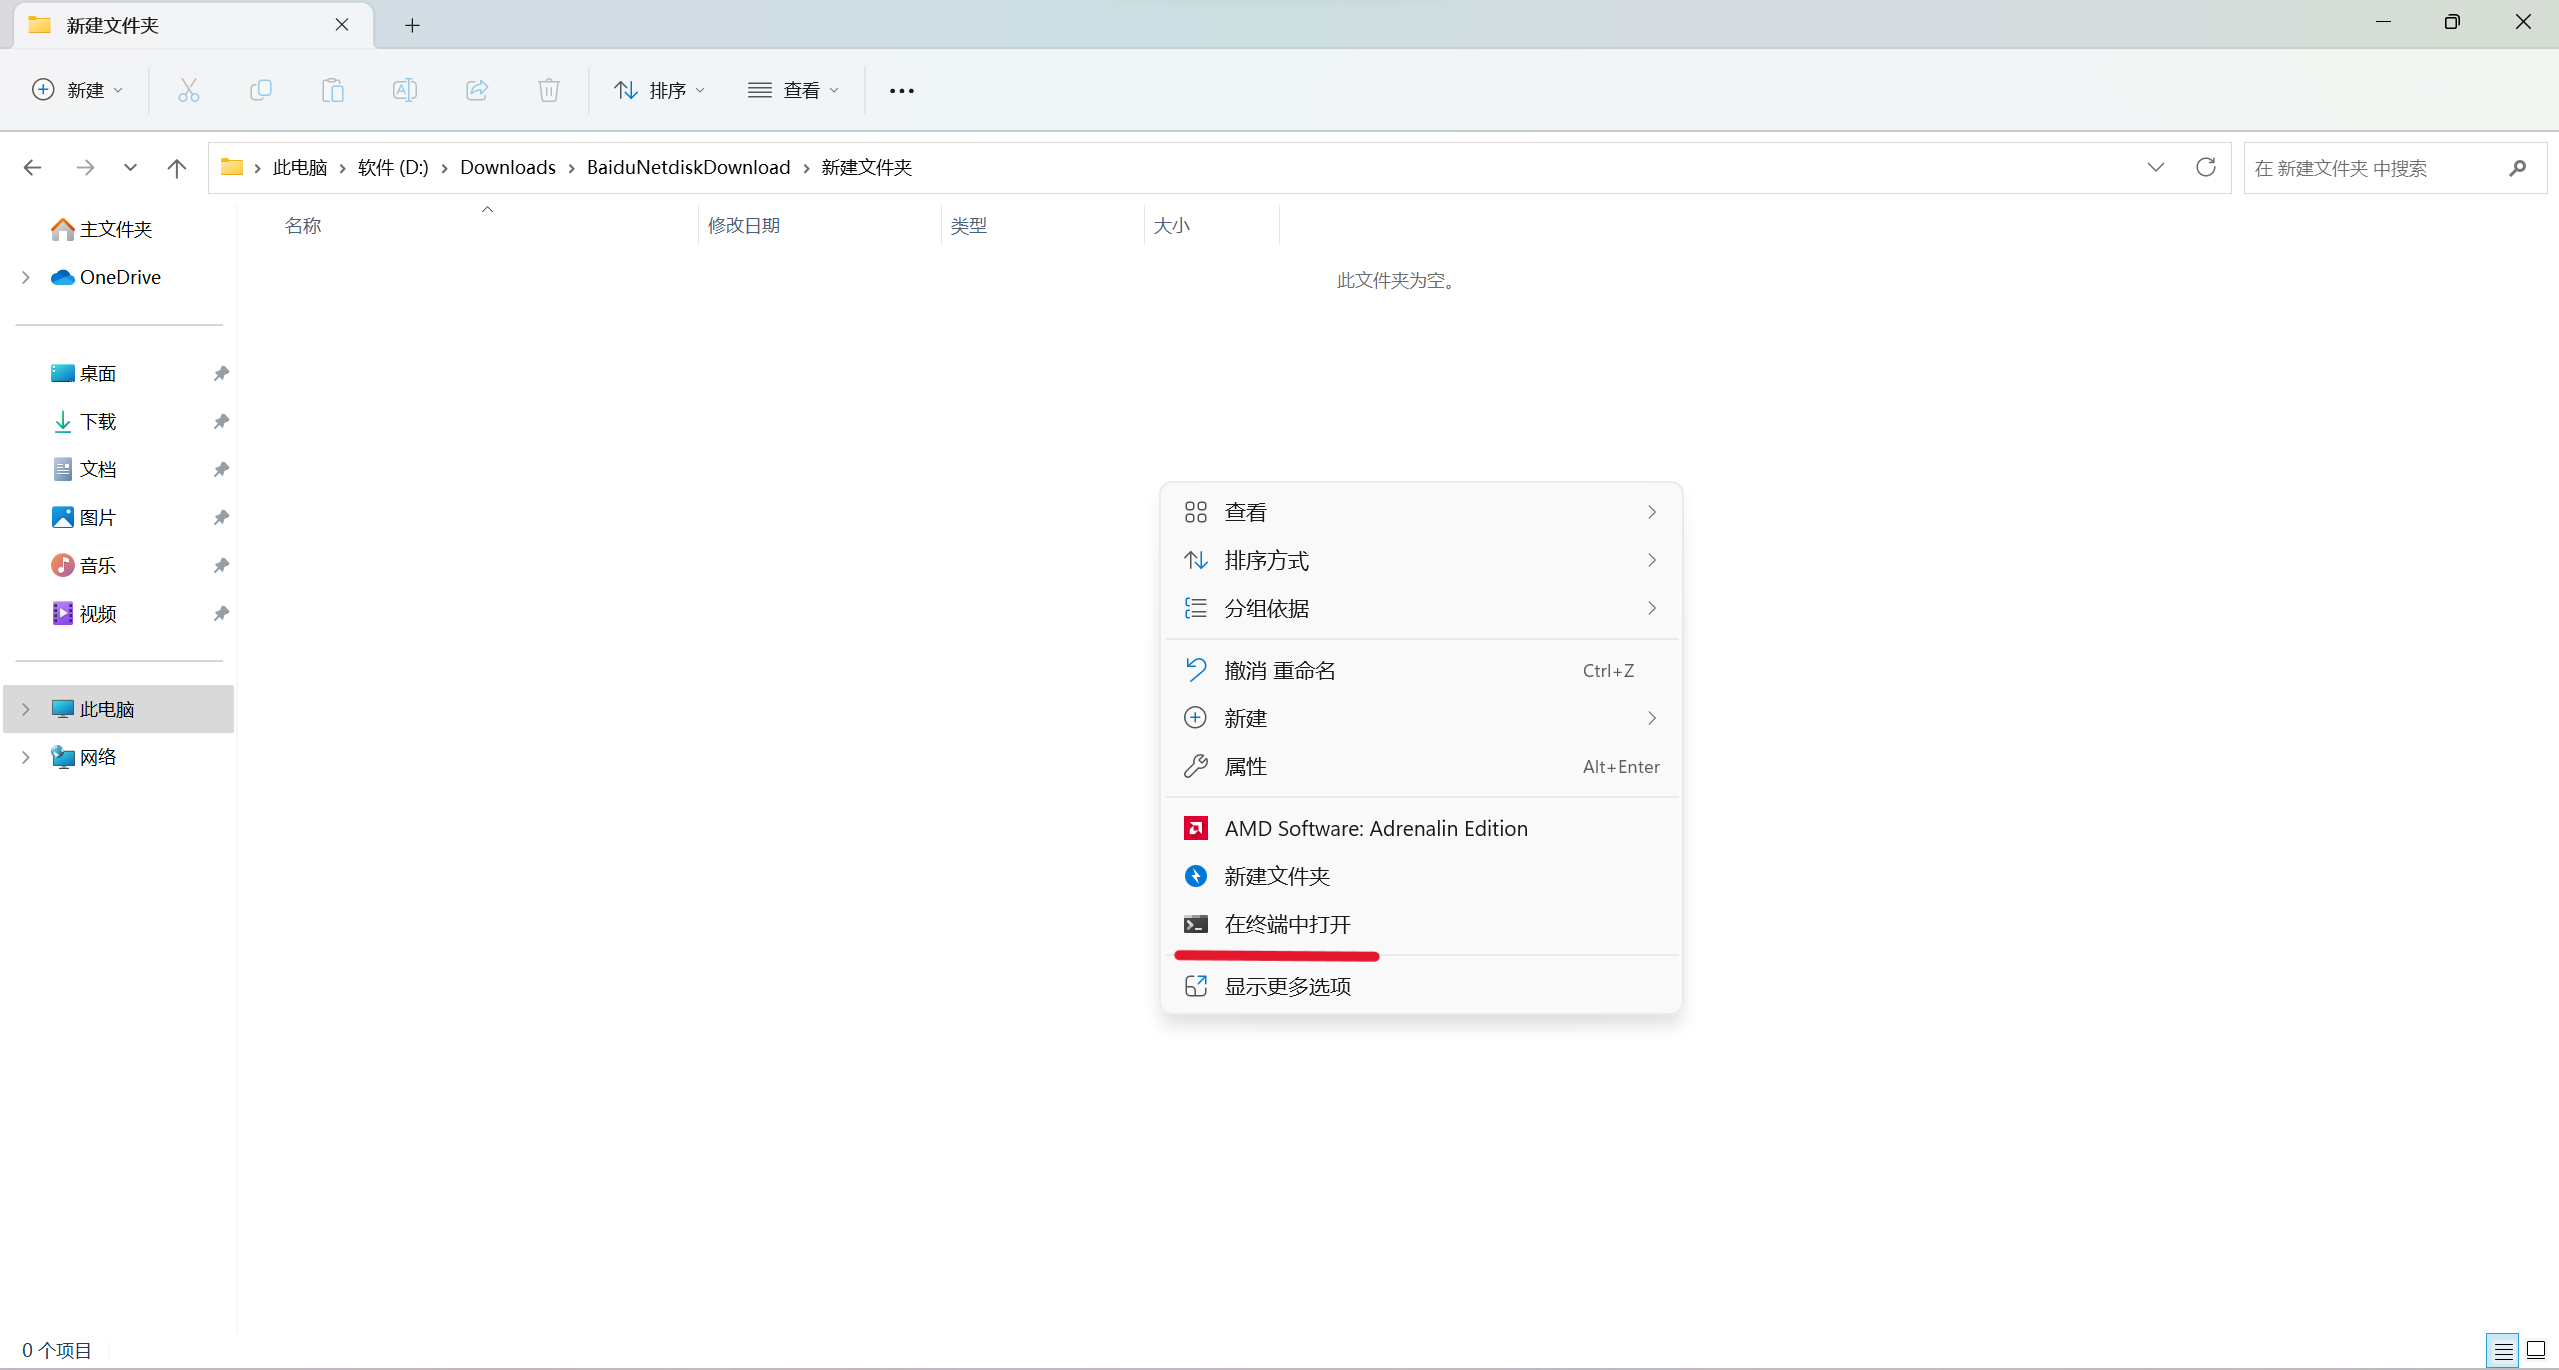 新建文件夹
新建
排序
查看
此电脑 软件 (D:) Downloads BaiduNetdiskDownload 新建文件夹
在 新建文件夹 中搜索
主文件夹
OneDrive
桌面
下载
文档
图片
音乐
视频
此电脑
网络
名称 修改日期 类型 大小
此文件夹为空。
查看
排序方式
分组依据
撤消 重命名 Ctrl+Z
新建
属性 Alt+Enter
AMD Software: Adrenalin Edition
新建文件夹
在终端中打开
显示更多选项
0 个项目